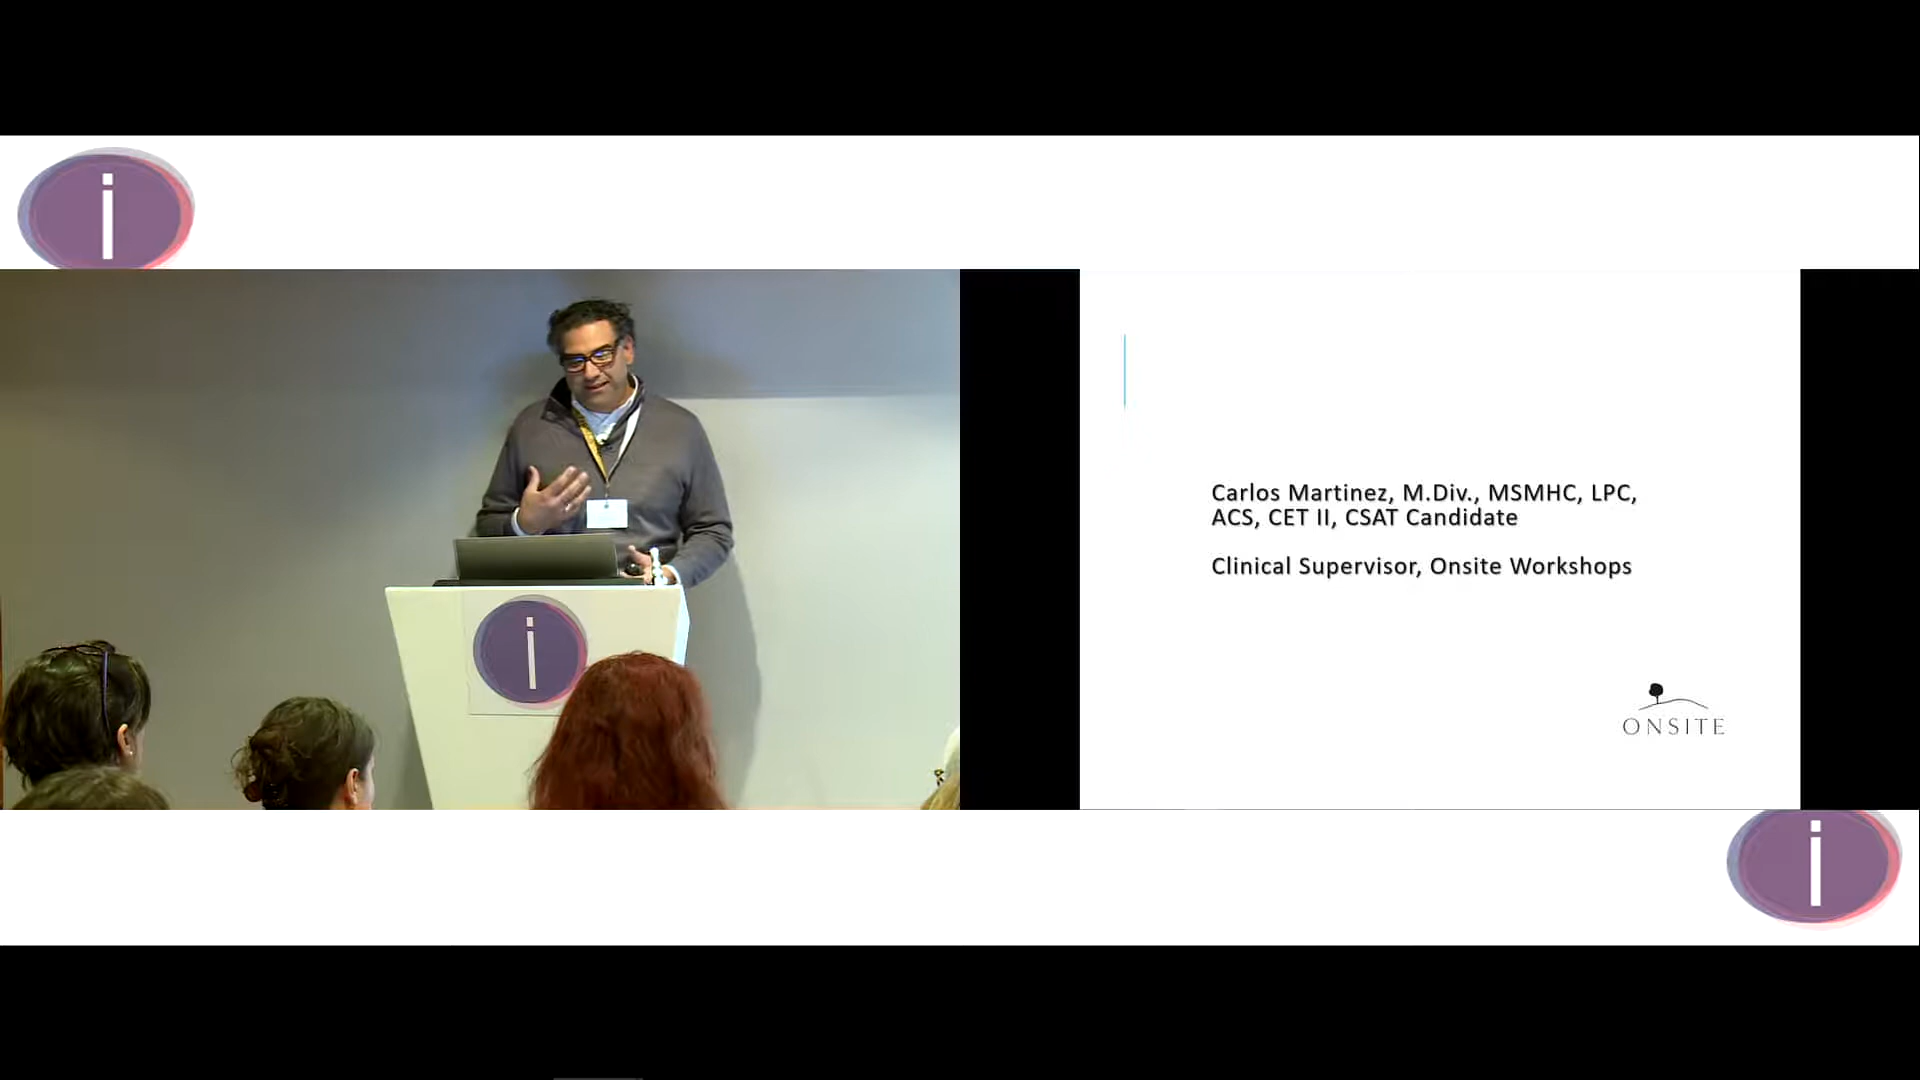 i
i
Carlos Martinez, M.Div., MSMHC, LPC,
ACS, CET II, CSAT Candidate
Clinical Supervisor, Onsite Workshops
ONSITE
i